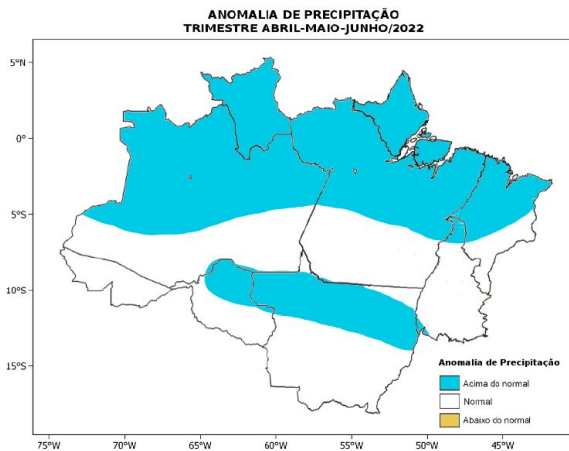 ANOMALIA DE PRECIPITAÇÃO
TRIMESTRE ABRIL-MAIO-JUNHO/2022
5°N
0°
5°S
10°S
15°S
Anomalia de Precipitação
Acima do normal
Normal
Abaixo do normal
75°W 70°W 65°W 60°W 55°W 50°W 45°W